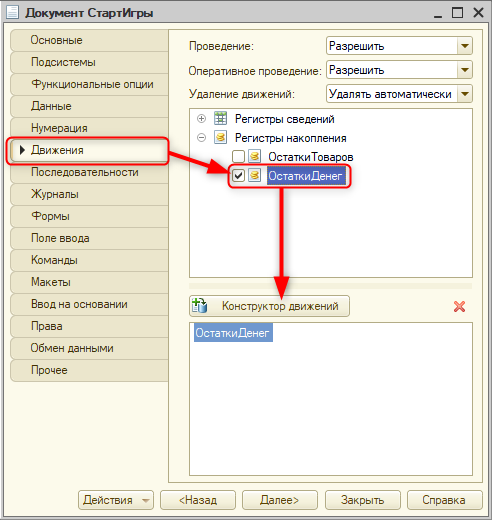 Документ СтартИгры
Основные
Подсистемы
Функциональные опции
Данные
Нумерация
Движения
Последовательности
Журналы
Формы
Поле ввода
Команды
Макеты
Ввод на основании
Права
Обмен данными
Прочее
Проведение: Разрешить
Оперативное проведение: Разрешить
Удаление движений: Удалять автоматически
Регистры сведений
Регистры накопления
ОстаткиТоваров
ОстаткиДенег
Конструктор движений
ОстаткиДенег
Действия <Назад Далее> Закрыть Справка